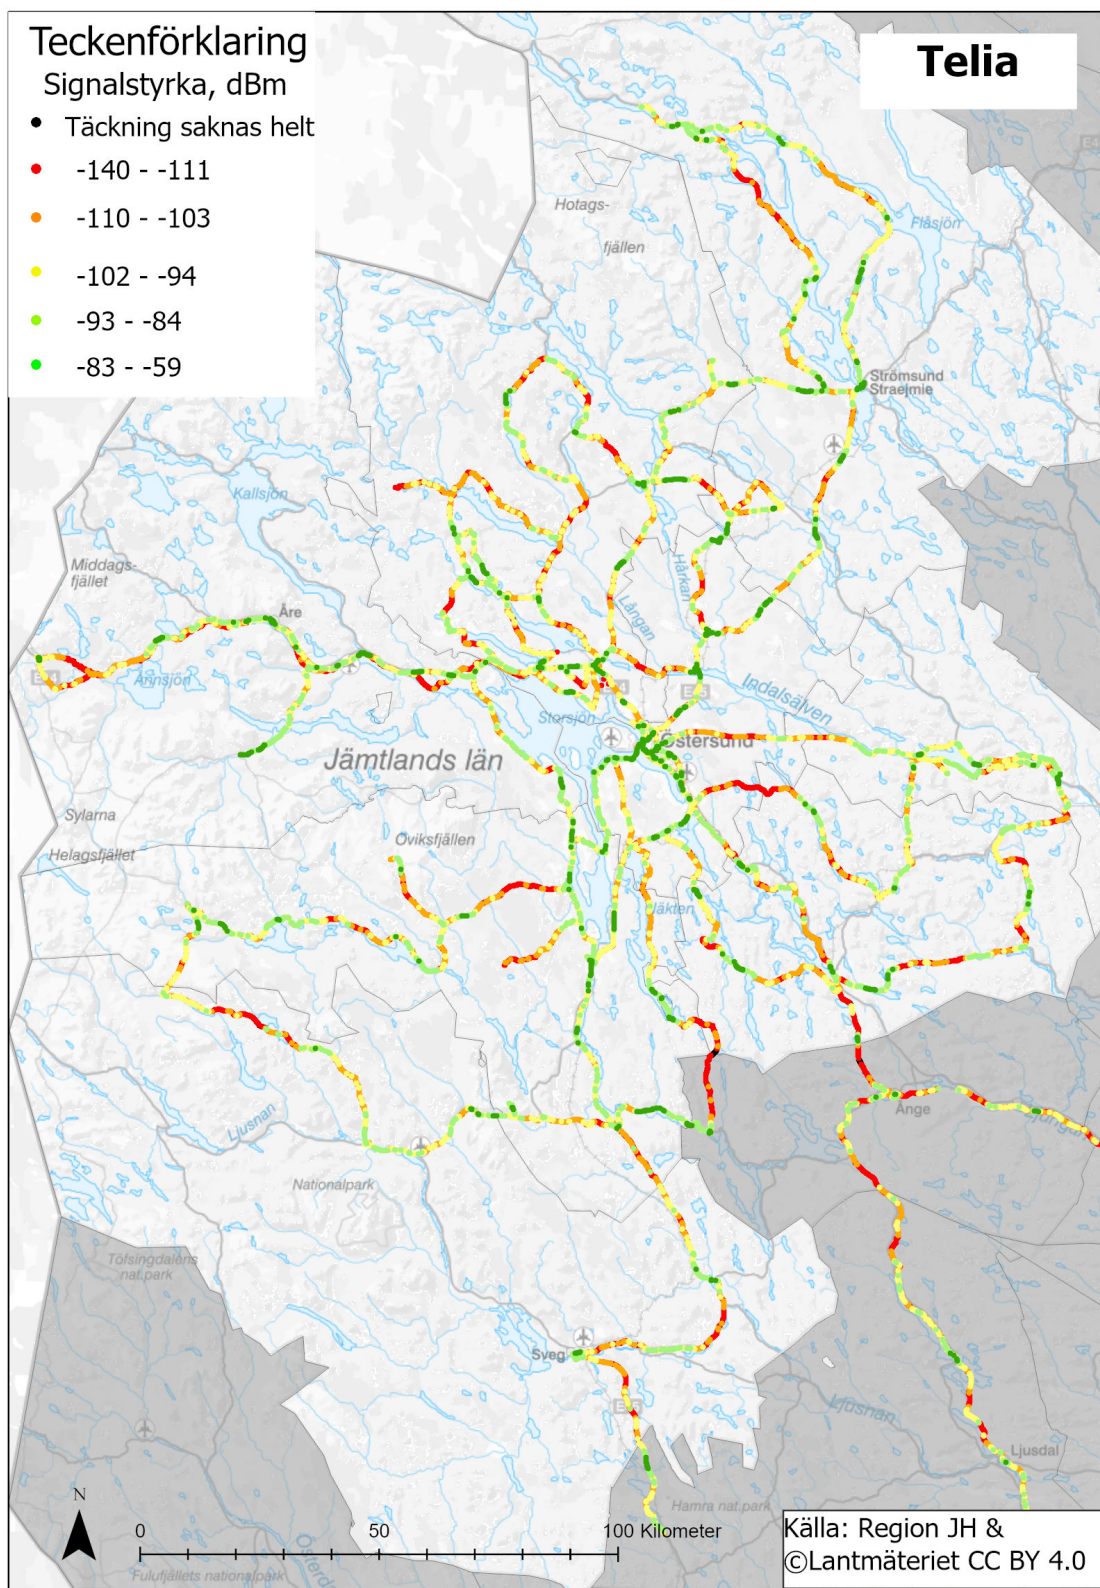 Teckenförklaring
Signalstyrka, dBm
Täckning saknas helt
-140 - -111
-110 - -103
-102 - -94
-93 - -84
-83 - -59
Telia
Hotags-
fjällen
Flåsjön
Strömsund
Straejmie
Kallsjön
Middags-
fjället
Åre
Hårkan
Långan
Ånnsjön
Indalsälven
Storsjön
Östersund
Jämtlands län
Sylarna
Helagsfjället
Oviksfjällen
Näkten
Ånge
Ljusnan
Nationalpark
Töfsingdalens
nat.park
Sveg
Ljusnan
Ljusdal
Hamra nat.park
N
0 50 100 Kilometer
Fulufjällets nationalpark
Källa: Region JH &
©Lantmäteriet CC BY 4.0